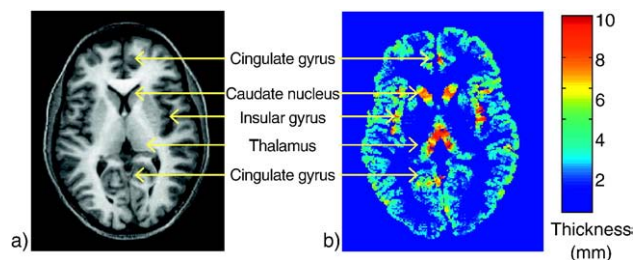 Cingulate gyrus
Caudate nucleus
Insular gyrus
Thalamus
Cingulate gyrus
a)
b)
10
8
6
4
2
Thickness
(mm)